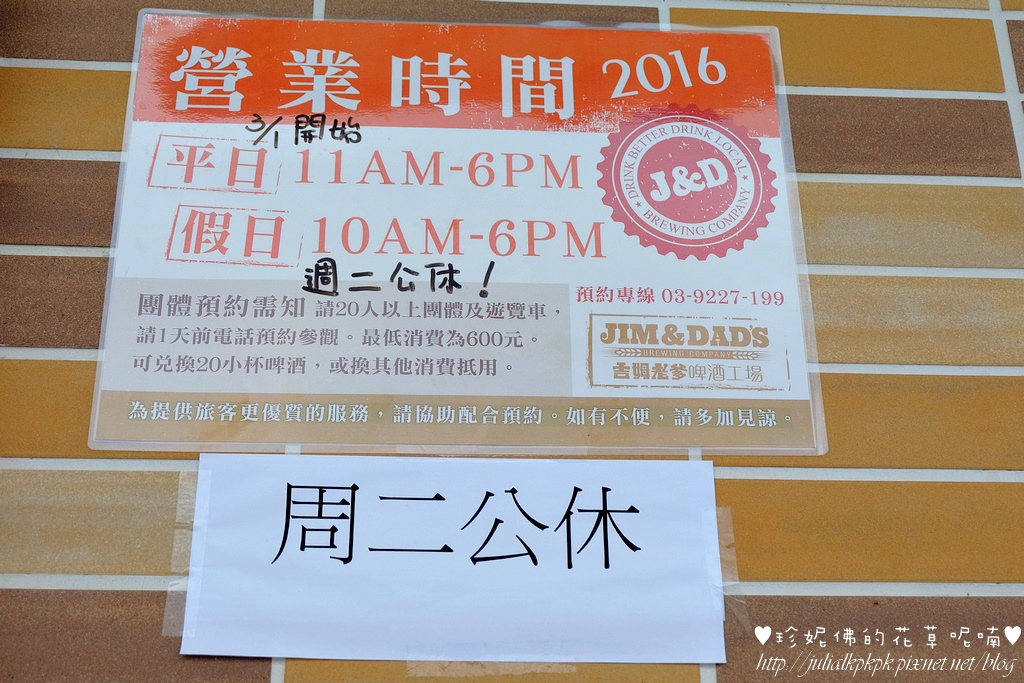 營業時間 2016
3/1 開始
平日 11AM-6PM
假日 10AM-6PM
週二公休!
DRINK BETTER DRINK LOCAL
J&D
BREWING COMPANY
團體預約需知 請20人以上團體及遊覽車,
請1天前電話預約參觀。最低消費為600元。
可兌換20小杯啤酒,或換其他消費抵用。
預約專線 03-9227-199
JIM & DAD'S
BREWING COMPANY
吉姆老爹啤酒工場
為提供旅客更優質的服務,請協助配合預約。如有不便,請多加見諒。
周二公休
♥珍妮佛的花草呢喃♥
http://julialkpkpk.pixnet.net/blog